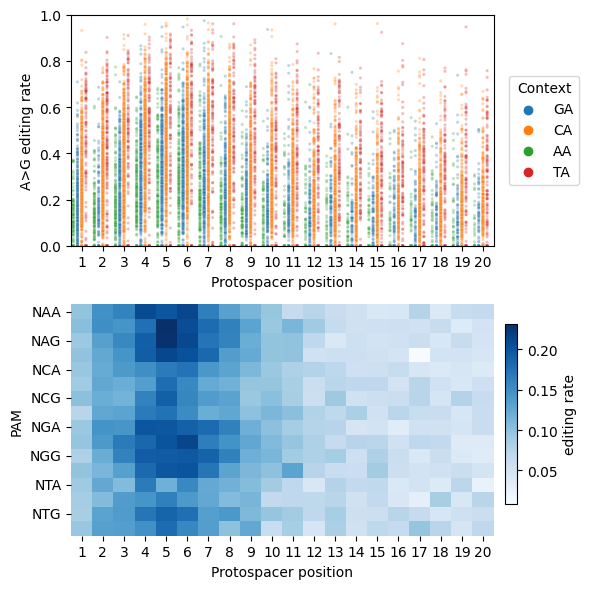 1.0
0.8
0.6
0.4
0.2
0.0
A>G editing rate
1 2 3 4 5 6 7 8 9 10 11 12 13 14 15 16 17 18 19 20
Protospacer position
Context
GA
CA
AA
TA
NAA
NAG
NCA
NCG
NGA
NGG
NTA
NTG
PAM
1 2 3 4 5 6 7 8 9 10 11 12 13 14 15 16 17 18 19 20
Protospacer position
0.20
0.15
0.10
0.05
editing rate